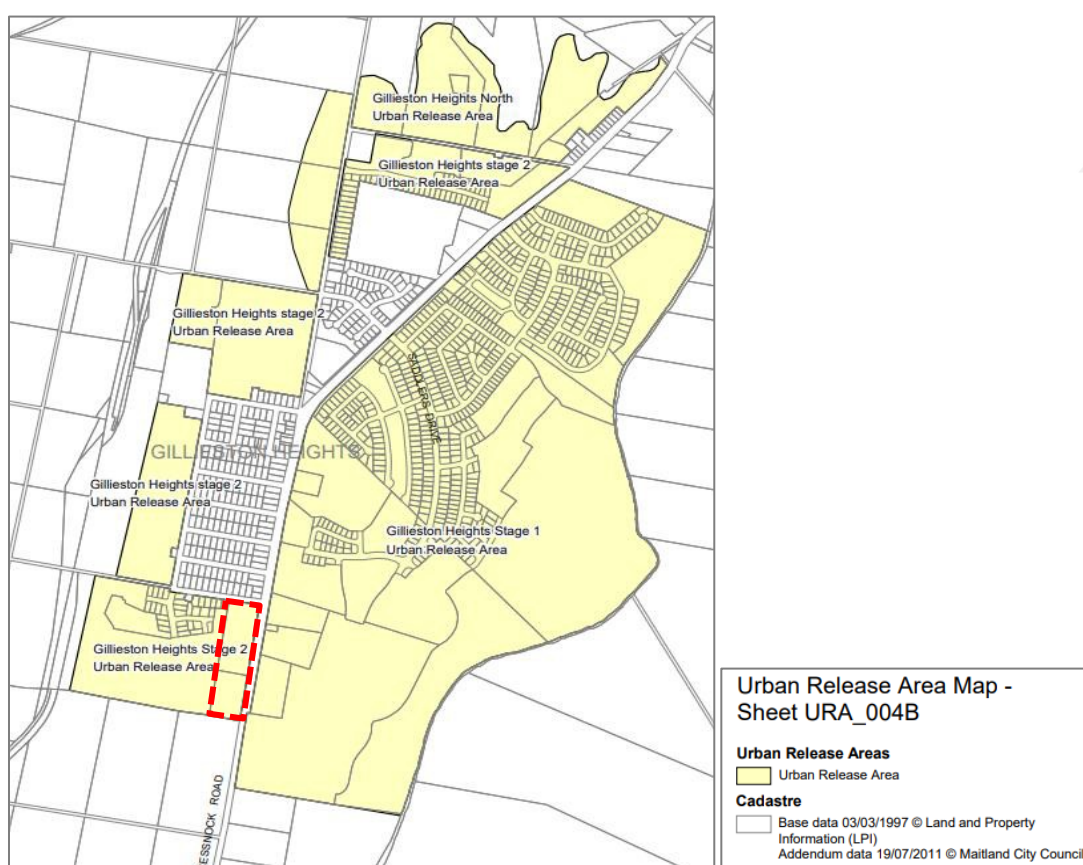 Gillieston Heights North
Urban Release Area
Gillieston Heights stage 2
Urban Release Area
Gillieston Heights stage 2
Urban Release Area
SADDLERS DRIVE
GILLIESTON HEIGHTS
Gillieston Heights stage 2
Urban Release Area
Gillieston Heights Stage 1
Urban Release Area
Gillieston Heights Stage 2
Urban Release Area
ESSNOCK ROAD
Urban Release Area Map -
Sheet URA_004B
Urban Release Areas
Urban Release Area
Cadastre
Base data 03/03/1997 © Land and Property
Information (LPI)
Addendum data 19/07/2011 © Maitland City Council